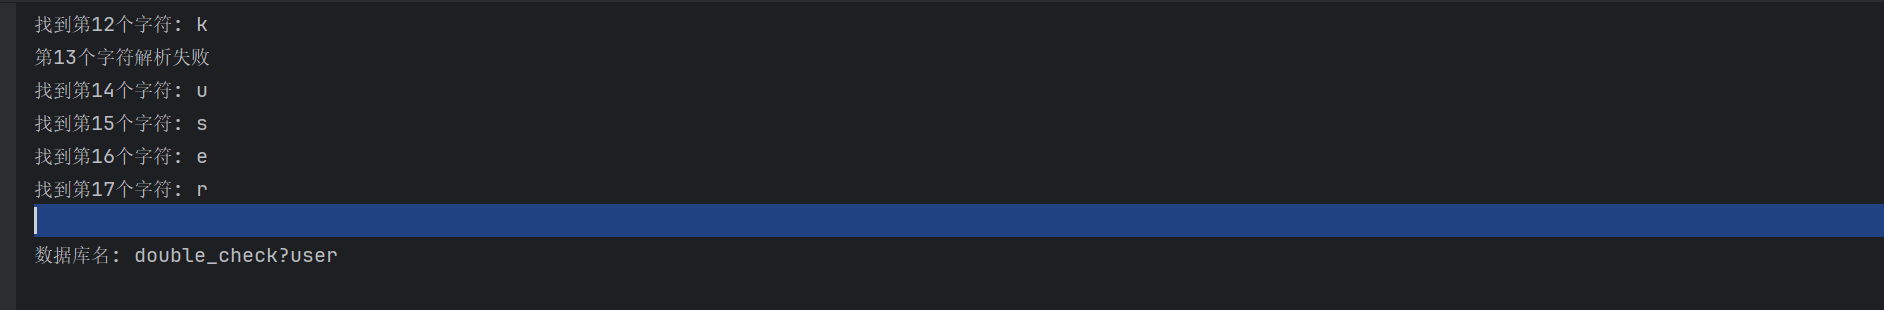 找到第12个字符: k
第13个字符解析失败
找到第14个字符: u
找到第15个字符: s
找到第16个字符: e
找到第17个字符: r
数据库名: double_check?user